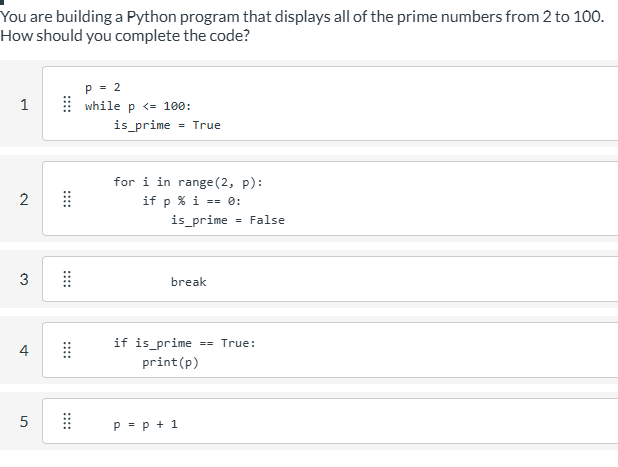 You are building a Python program that displays all of the prime numbers from 2 to 100.
How should you complete the code?
1
p = 2
while p <= 100:
    is_prime = True
2
    for i in range(2, p):
        if p % i == 0:
            is_prime = False
3
            break
4
    if is_prime == True:
        print(p)
5
    p = p + 1